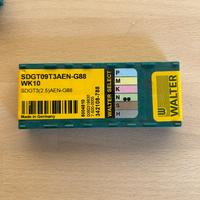 SDGT09T3AEN-G88
WK10
SDGT3(2.5)AEN-G88
Made in Germany
WALTER SELECT
P
M
K
N
S
H
WALTER